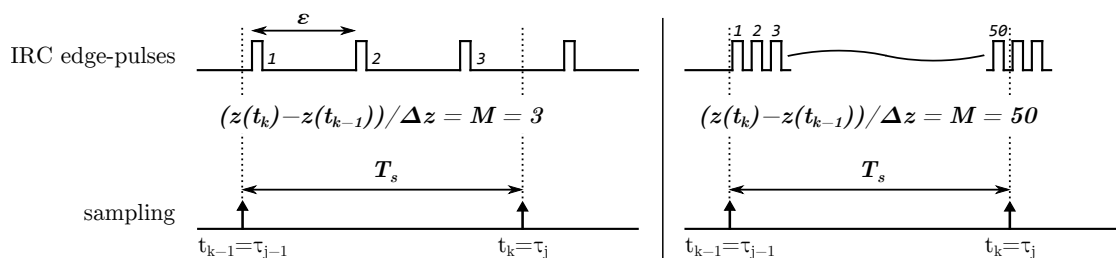 ε
IRC edge-pulses
1 2 3
1 2 3 50
(z(tₖ)−z(tₖ₋₁))/Δz = M = 3
(z(tₖ)−z(tₖ₋₁))/Δz = M = 50
Tₛ
Tₛ
sampling
tₖ₋₁=τⱼ₋₁
tₖ=τⱼ
tₖ₋₁=τⱼ₋₁
tₖ=τⱼ